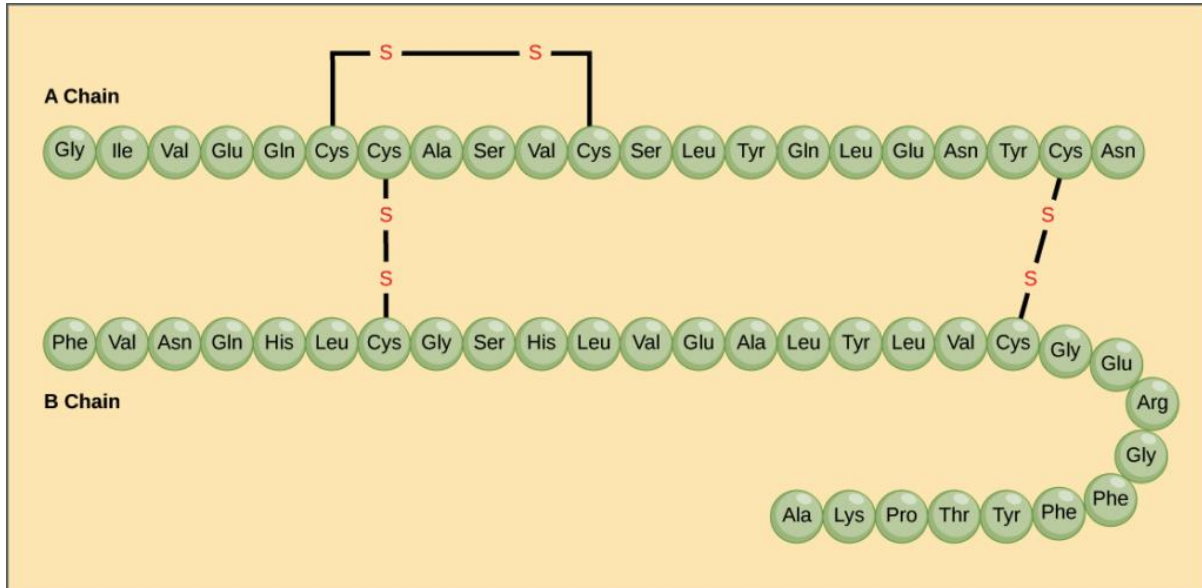 S S
A Chain
Gly Ile Val Glu Gln Cys Cys Ala Ser Val Cys Ser Leu Tyr Gln Leu Glu Asn Tyr Cys Asn
S S
S S
Phe Val Asn Gln His Leu Cys Gly Ser His Leu Val Glu Ala Leu Tyr Leu Val Cys Gly Glu
B Chain
Arg
Gly
Ala Lys Pro Thr Tyr Phe Phe